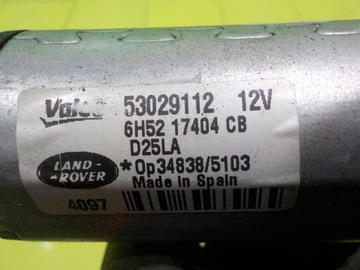 Valeo 53029112 12V
6H52 17404 CB
D25LA
LAND-
-ROVER
*Op34838/5103
Made in Spain
4097